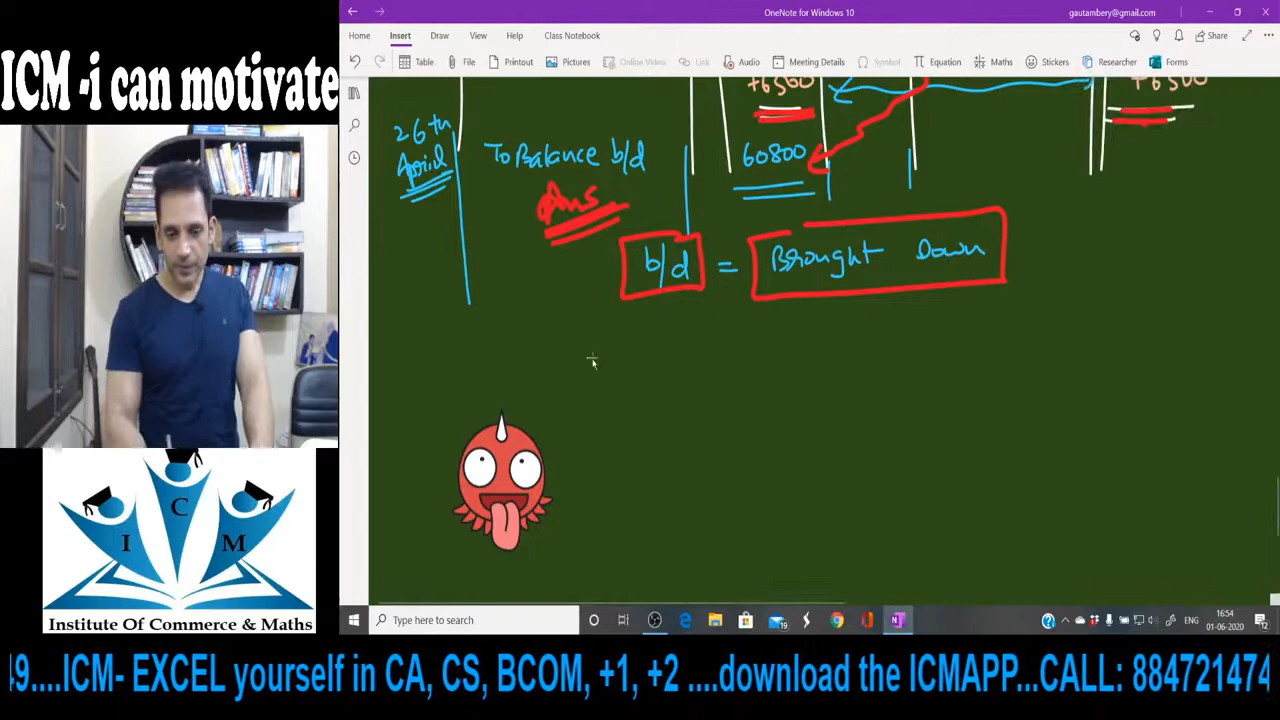 ICM -i can motivate
I
C
M
Institute Of Commerce & Maths
OneNote for Windows 10
gautambery@gmail.com
Home Insert Draw View Help Class Notebook
Table File Printout Pictures Online Video Link Audio Meeting Details Symbol Equation Maths Stickers Researcher Forms
Share
26th
April
To Balance b/d
60800
Ans
b/d = Brought Down
Type here to search
ENG
16:54
01-06-2020
19
12
49....ICM- EXCEL yourself in CA, CS, BCOM, +1, +2 ....download the ICMAPP...CALL: 884721474